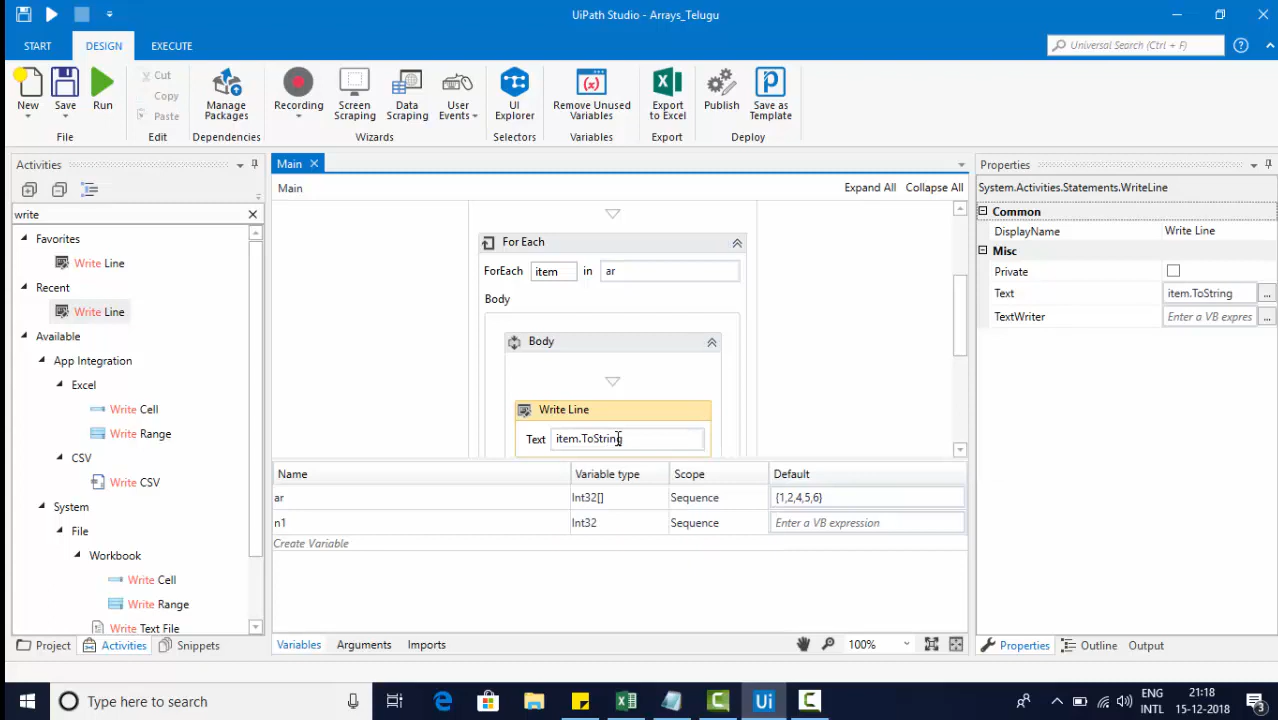 UiPath Studio - Arrays_Telugu
START
DESIGN
EXECUTE
Universal Search (Ctrl + F)
New
Save
Run
Cut
Copy
Paste
Manage Packages
Recording
Screen Scraping
Data Scraping
User Events
UI Explorer
Remove Unused Variables
Export to Excel
Publish
Save as Template
File
Edit
Dependencies
Wizards
Selectors
Variables
Export
Deploy
Activities
write
Favorites
Write Line
Recent
Write Line
Available
App Integration
Excel
Write Cell
Write Range
CSV
Write CSV
System
File
Workbook
Write Cell
Write Range
Write Text File
Project
Activities
Snippets
Main
Main
Expand All
Collapse All
For Each
ForEach item in ar
Body
Body
Write Line
Text item.ToString
Name Variable type Scope Default
ar Int32[] Sequence {1,2,4,5,6}
n1 Int32 Sequence Enter a VB expression
Create Variable
Variables
Arguments
Imports
100%
Properties
System.Activities.Statements.WriteLine
Common
DisplayName Write Line
Misc
Private
Text item.ToString ...
TextWriter Enter a VB expres ...
Properties
Outline
Output
Type here to search
Ui
ENG
INTL
21:18
15-12-2018
3